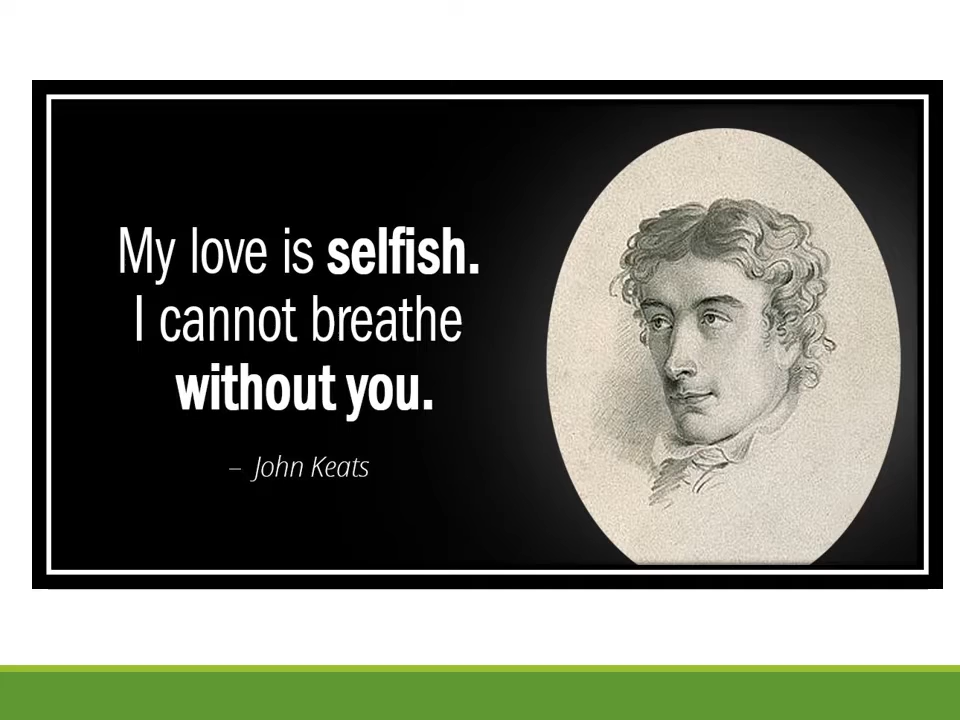 My love is selfish.
I cannot breathe
without you.
– John Keats